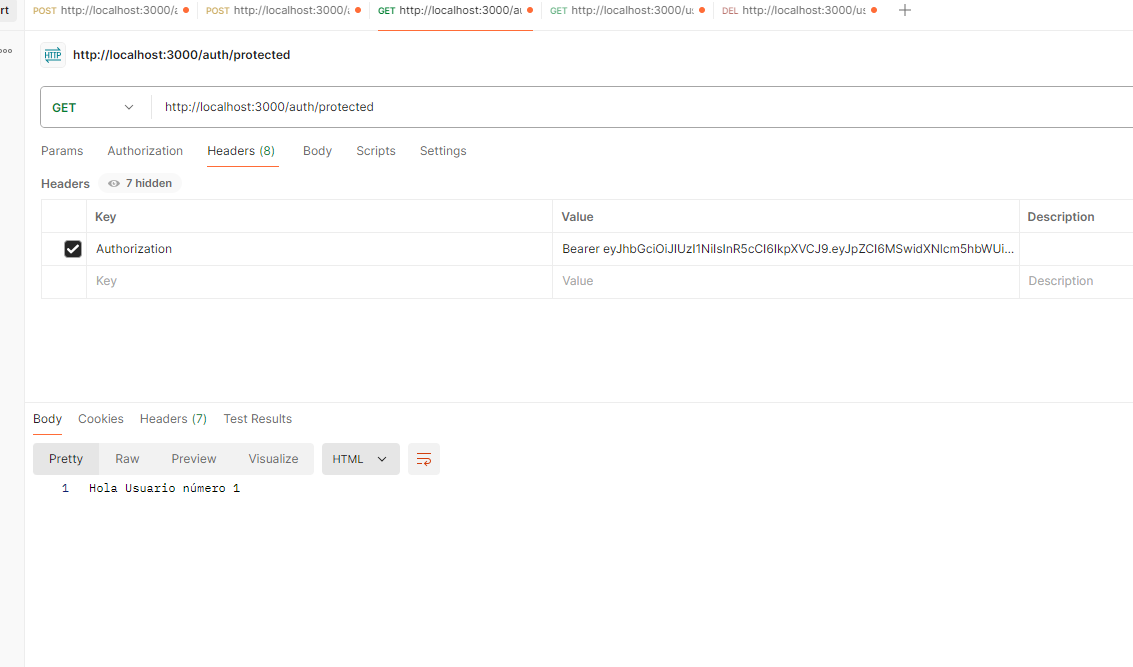 rt POST http://localhost:3000/a POST http://localhost:3000/a GET http://localhost:3000/au GET http://localhost:3000/us DEL http://localhost:3000/us
HTTP http://localhost:3000/auth/protected
GET http://localhost:3000/auth/protected
Params Authorization Headers (8) Body Scripts Settings
Headers 7 hidden
Key Value Description
Authorization Bearer eyJhbGciOiJIUzI1NiIsInR5cCI6IkpXVCJ9.eyJpZCI6MSwidXNlcm5hbWUi...
Key Value Description
Body Cookies Headers (7) Test Results
Pretty Raw Preview Visualize HTML
1 Hola Usuario número 1